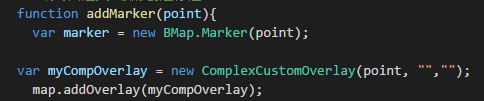 function addMarker(point){
var marker = new BMap.Marker(point);
var myCompOverlay = new ComplexCustomOverlay(point, "","");
map.addOverlay(myCompOverlay);